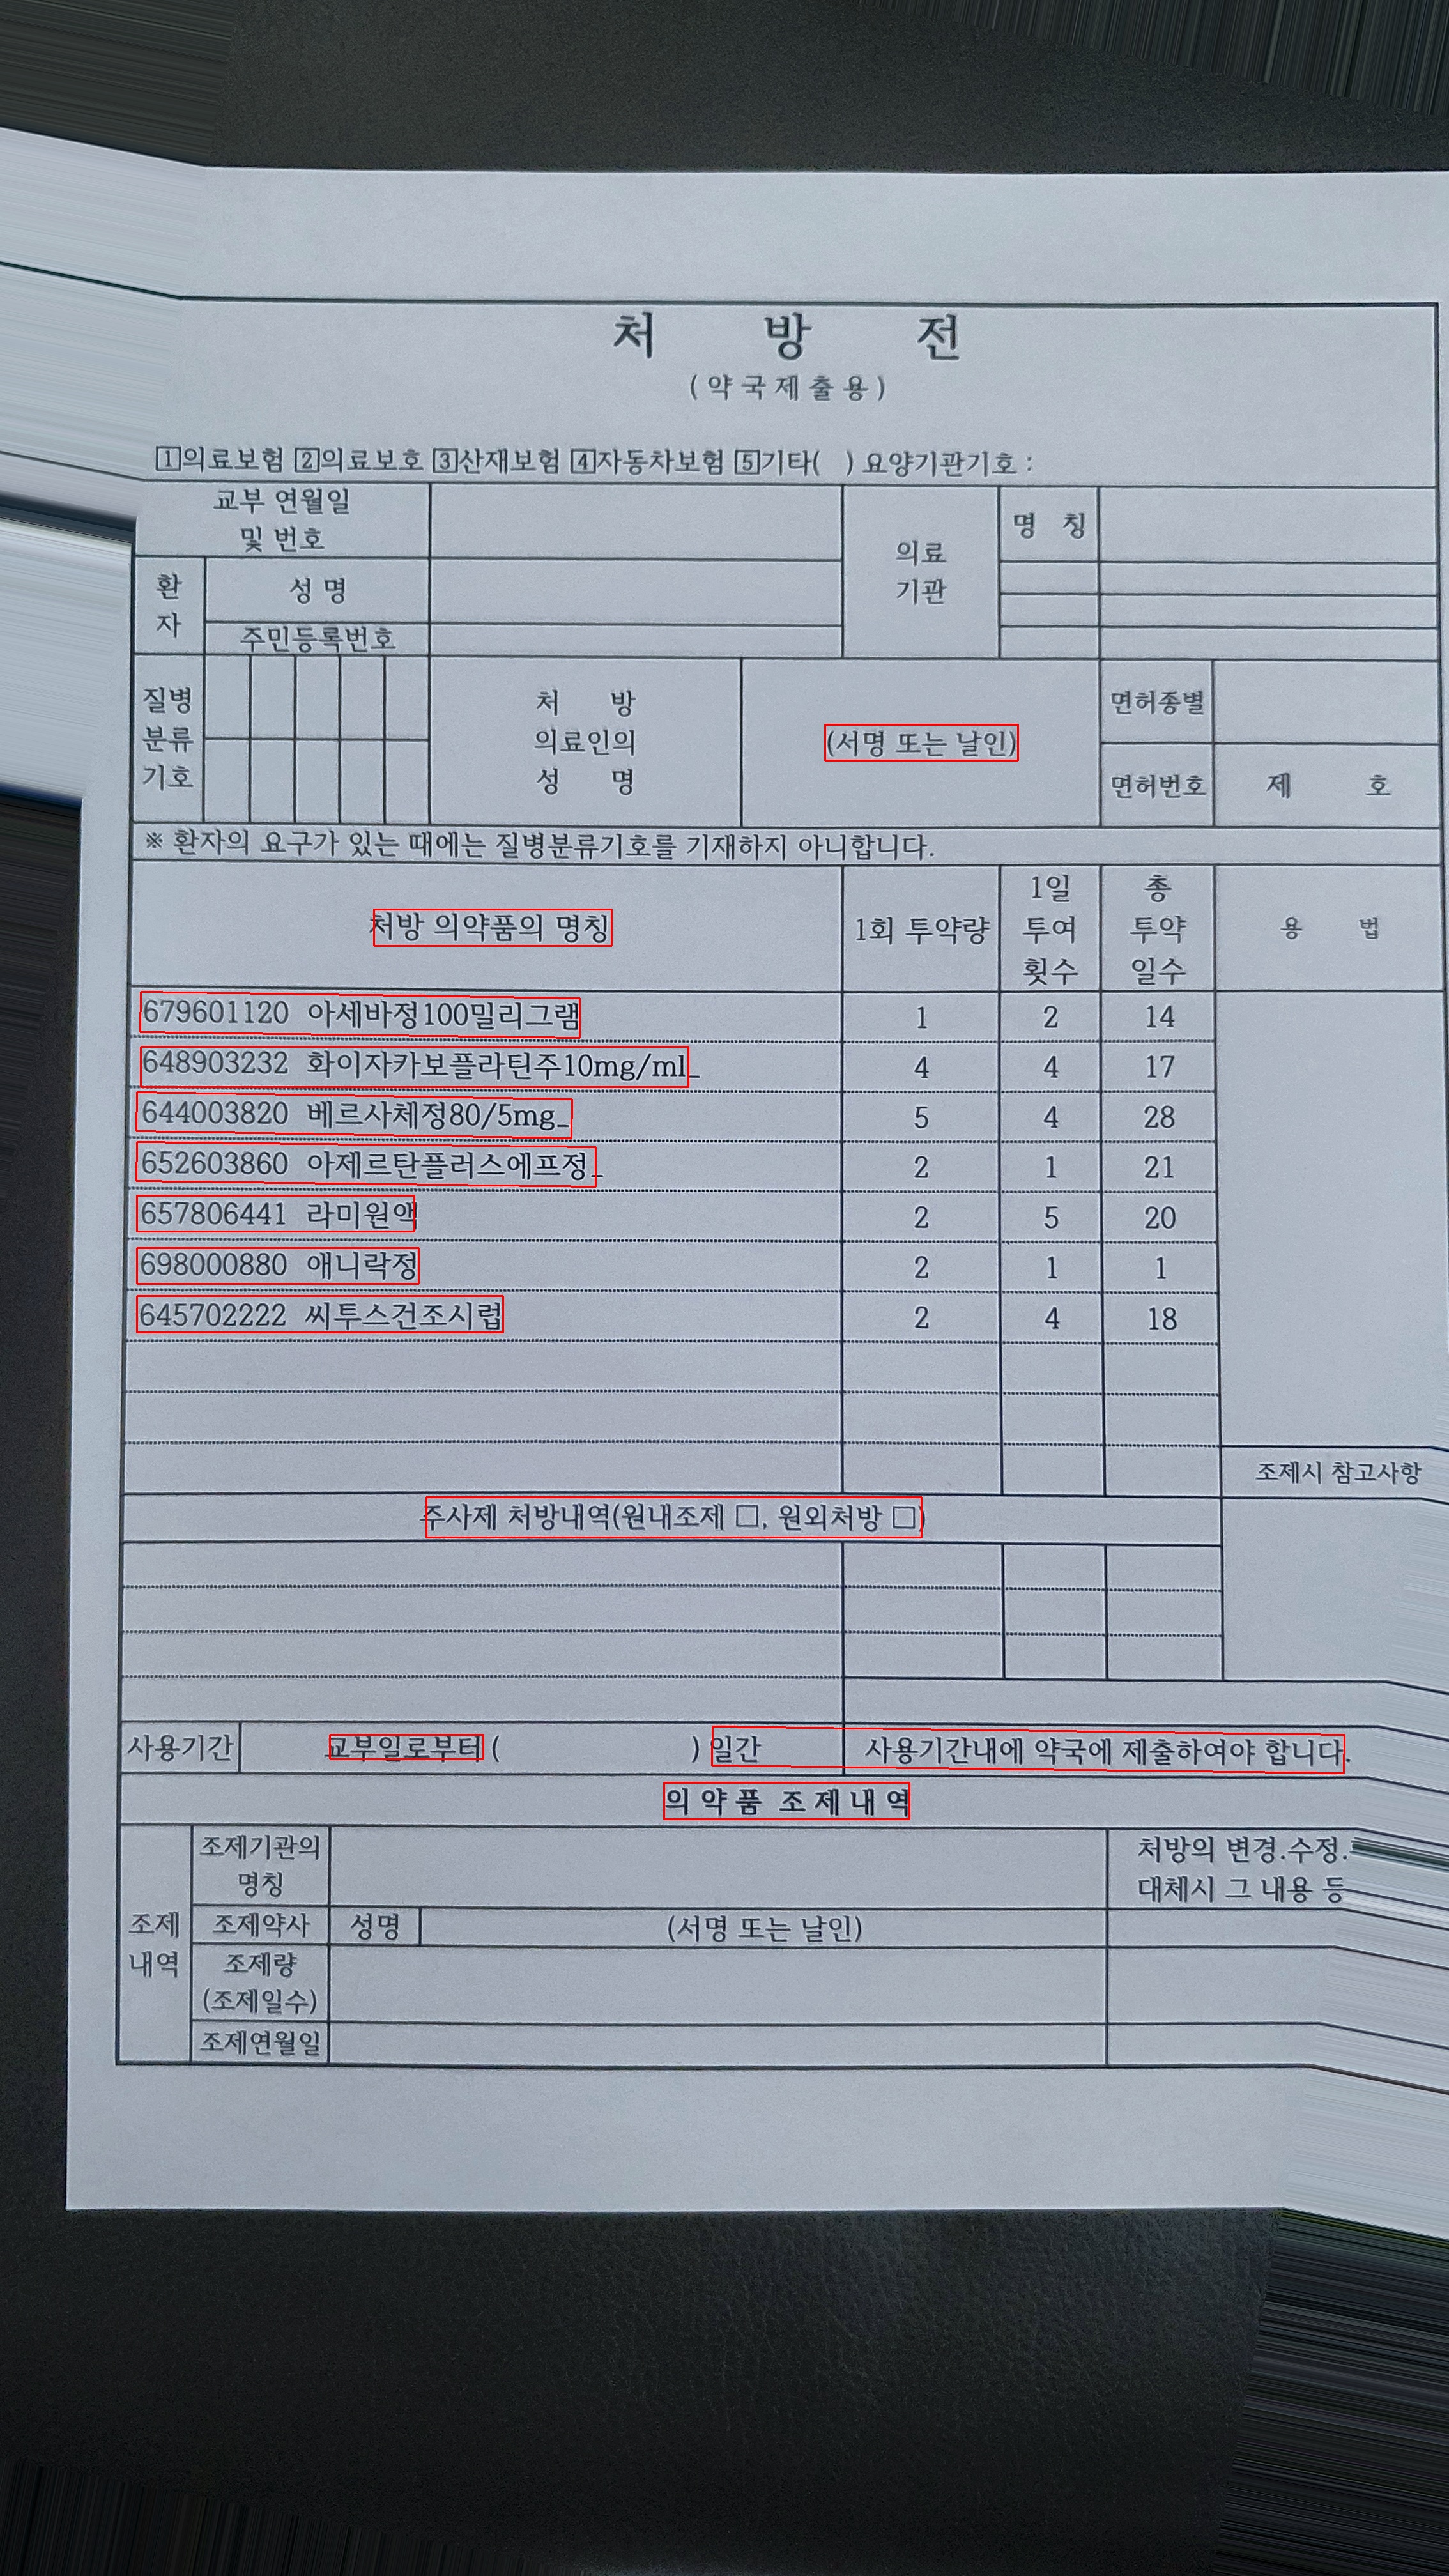 처 방 전
(약국제출용)
1의료보험 2의료보호 3산재보험 4자동차보험 5기타( ) 요양기관기호 :
교부 연월일
및 번호
의료
기관
명 칭
환
자
성 명
주민등록번호
질병
분류
기호
처 방
의료인의
성 명
(서명 또는 날인)
면허종별
면허번호
제 호
※ 환자의 요구가 있는 때에는 질병분류기호를 기재하지 아니합니다.
처방 의약품의 명칭
1회 투약량
1일
투여
횟수
총
투약
일수
용 법
679601120 아세바정100밀리그램 1 2 14
648903232 화이자카보플라틴주10mg/ml_ 4 4 17
644003820 베르사체정80/5mg_ 5 4 28
652603860 아제르탄플러스에프정_ 2 1 21
657806441 라미원액 2 5 20
698000880 애니락정 2 1 1
645702222 씨투스건조시럽 2 4 18
조제시 참고사항
주사제 처방내역(원내조제 □, 원외처방 □)
사용기간 교부일로부터 ( ) 일간 사용기간내에 약국에 제출하여야 합니다.
의 약 품 조 제 내 역
조제
내역
조제기관의
명칭
처방의 변경.수정.
대체시 그 내용 등
조제약사 성명 (서명 또는 날인)
조제량
(조제일수)
조제연월일